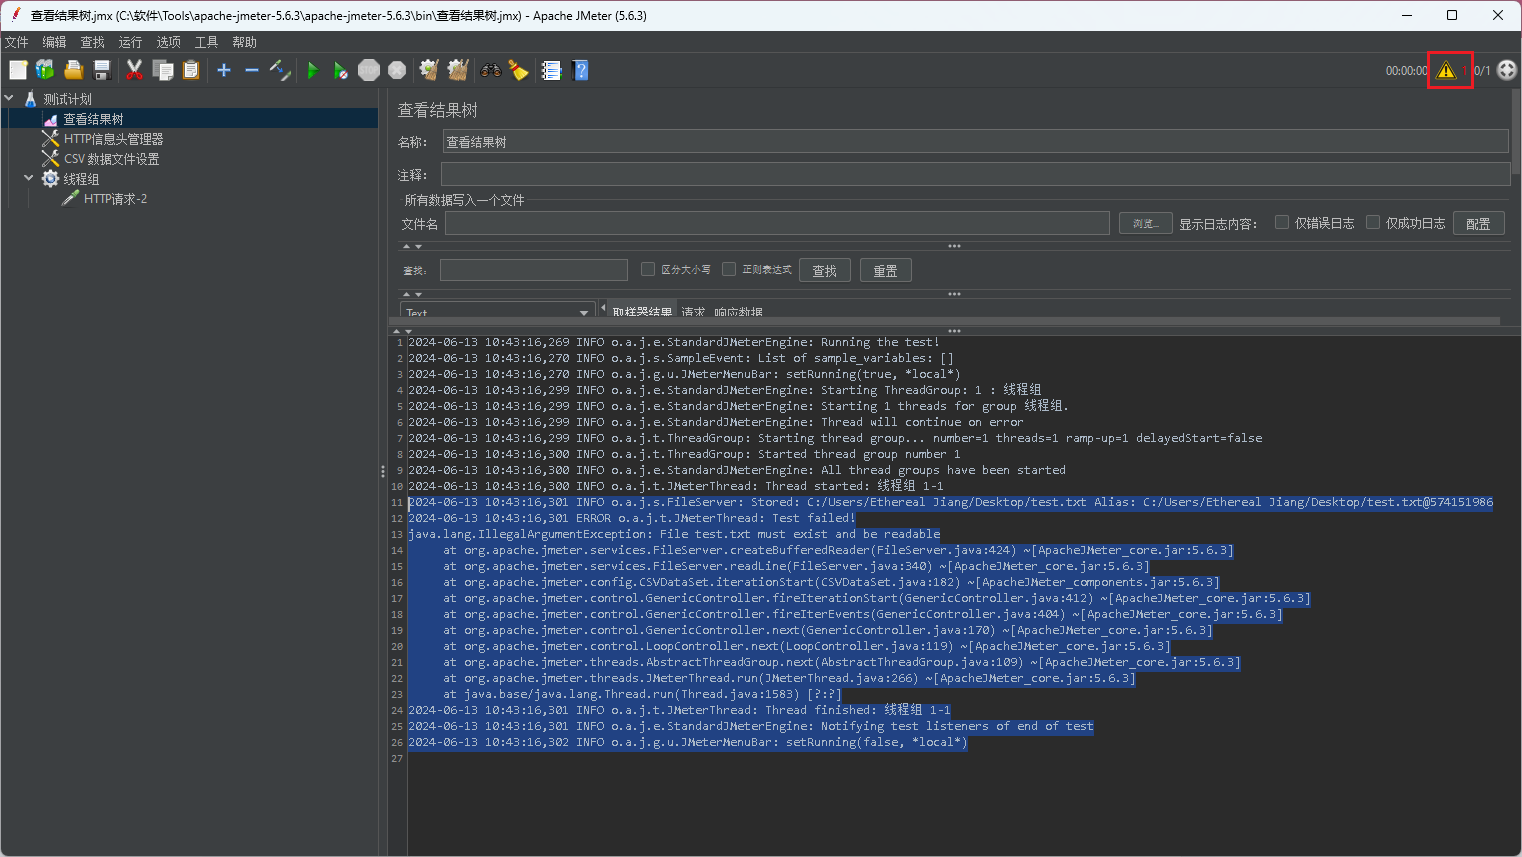 查看结果树.jmx (C:\软件\Tools\apache-jmeter-5.6.3\apache-jmeter-5.6.3\bin\查看结果树.jmx) - Apache JMeter (5.6.3)
文件 编辑 查找 运行 选项 工具 帮助
00:00:00 1 0/1
测试计划
查看结果树
HTTP信息头管理器
CSV 数据文件设置
线程组
HTTP请求-2
查看结果树
名称: 查看结果树
注释:
所有数据写入一个文件
文件名 浏览... 显示日志内容: 仅错误日志 仅成功日志 配置
查找: 区分大小写 正则表达式 查找 重置
Text 取样器结果 请求 响应数据
1 2024-06-13 10:43:16,269 INFO o.a.j.e.StandardJMeterEngine: Running the test!
2 2024-06-13 10:43:16,270 INFO o.a.j.s.SampleEvent: List of sample_variables: []
3 2024-06-13 10:43:16,270 INFO o.a.j.g.u.JMeterMenuBar: setRunning(true, *local*)
4 2024-06-13 10:43:16,299 INFO o.a.j.e.StandardJMeterEngine: Starting ThreadGroup: 1 : 线程组
5 2024-06-13 10:43:16,299 INFO o.a.j.e.StandardJMeterEngine: Starting 1 threads for group 线程组.
6 2024-06-13 10:43:16,299 INFO o.a.j.e.StandardJMeterEngine: Thread will continue on error
7 2024-06-13 10:43:16,299 INFO o.a.j.t.ThreadGroup: Starting thread group... number=1 threads=1 ramp-up=1 delayedStart=false
8 2024-06-13 10:43:16,300 INFO o.a.j.t.ThreadGroup: Started thread group number 1
9 2024-06-13 10:43:16,300 INFO o.a.j.e.StandardJMeterEngine: All thread groups have been started
10 2024-06-13 10:43:16,300 INFO o.a.j.t.JMeterThread: Thread started: 线程组 1-1
11 2024-06-13 10:43:16,301 INFO o.a.j.s.FileServer: Stored: C:/Users/Ethereal Jiang/Desktop/test.txt Alias: C:/Users/Ethereal Jiang/Desktop/test.txt@574151986
12 2024-06-13 10:43:16,301 ERROR o.a.j.t.JMeterThread: Test failed!
13 java.lang.IllegalArgumentException: File test.txt must exist and be readable
14 at org.apache.jmeter.services.FileServer.createBufferedReader(FileServer.java:424) ~[ApacheJMeter_core.jar:5.6.3]
15 at org.apache.jmeter.services.FileServer.readLine(FileServer.java:340) ~[ApacheJMeter_core.jar:5.6.3]
16 at org.apache.jmeter.config.CSVDataSet.iterationStart(CSVDataSet.java:182) ~[ApacheJMeter_components.jar:5.6.3]
17 at org.apache.jmeter.control.GenericController.fireIterationStart(GenericController.java:412) ~[ApacheJMeter_core.jar:5.6.3]
18 at org.apache.jmeter.control.GenericController.fireIterEvents(GenericController.java:404) ~[ApacheJMeter_core.jar:5.6.3]
19 at org.apache.jmeter.control.GenericController.next(GenericController.java:170) ~[ApacheJMeter_core.jar:5.6.3]
20 at org.apache.jmeter.control.LoopController.next(LoopController.java:119) ~[ApacheJMeter_core.jar:5.6.3]
21 at org.apache.jmeter.threads.AbstractThreadGroup.next(AbstractThreadGroup.java:109) ~[ApacheJMeter_core.jar:5.6.3]
22 at org.apache.jmeter.threads.JMeterThread.run(JMeterThread.java:266) ~[ApacheJMeter_core.jar:5.6.3]
23 at java.base/java.lang.Thread.run(Thread.java:1583) [?:?]
24 2024-06-13 10:43:16,301 INFO o.a.j.t.JMeterThread: Thread finished: 线程组 1-1
25 2024-06-13 10:43:16,301 INFO o.a.j.e.StandardJMeterEngine: Notifying test listeners of end of test
26 2024-06-13 10:43:16,302 INFO o.a.j.g.u.JMeterMenuBar: setRunning(false, *local*)
27